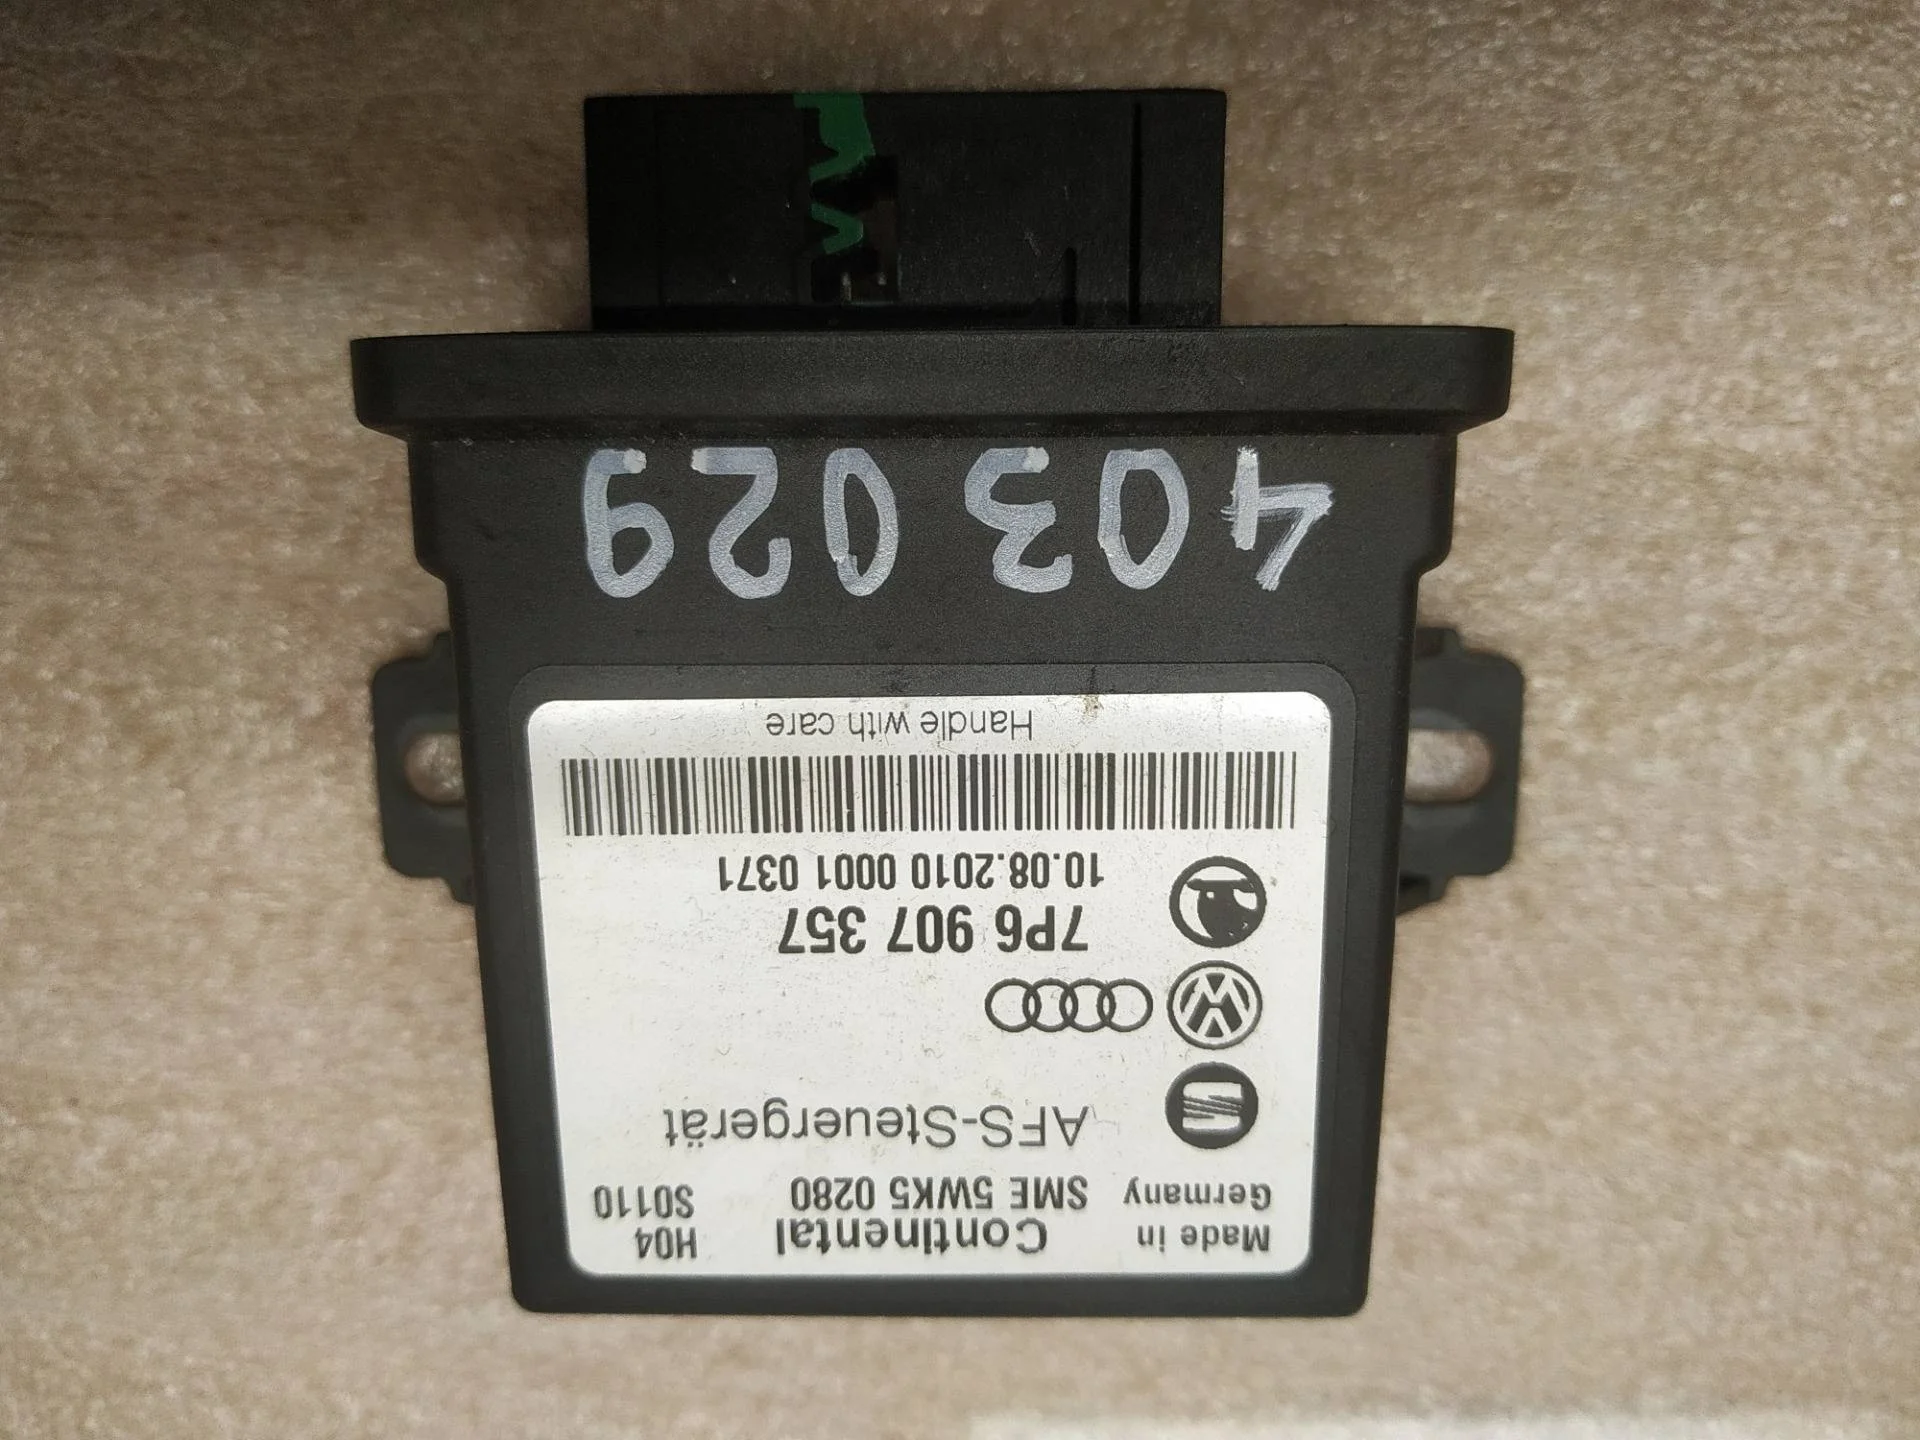 Made in Germany
Continental
SME 5WK5 0280
H04
S0110
AFS-Steuergerät
7P6 907 357
10.08.2010 0001 0371
Handle with care
403 029